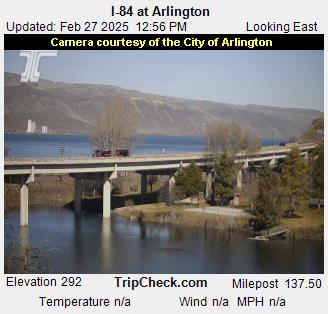 I-84 at Arlington
Updated: Feb 27 2025 12:56 PM Looking East
Camera courtesy of the City of Arlington
Elevation 292 TripCheck.com Milepost 137.50
Temperature n/a Wind n/a MPH n/a